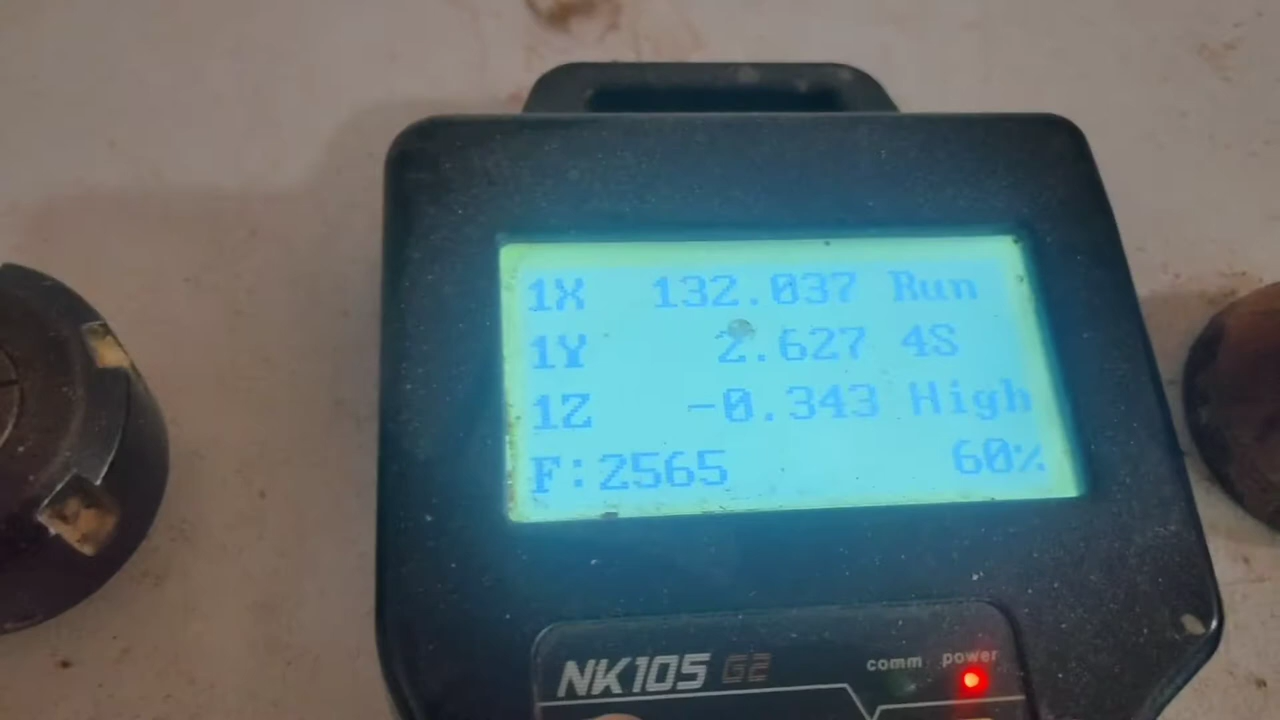 1X 132.037 Run
1Y 2.627 4S
1Z -0.343 High
F:2565 60%
NK105 G2 comm power